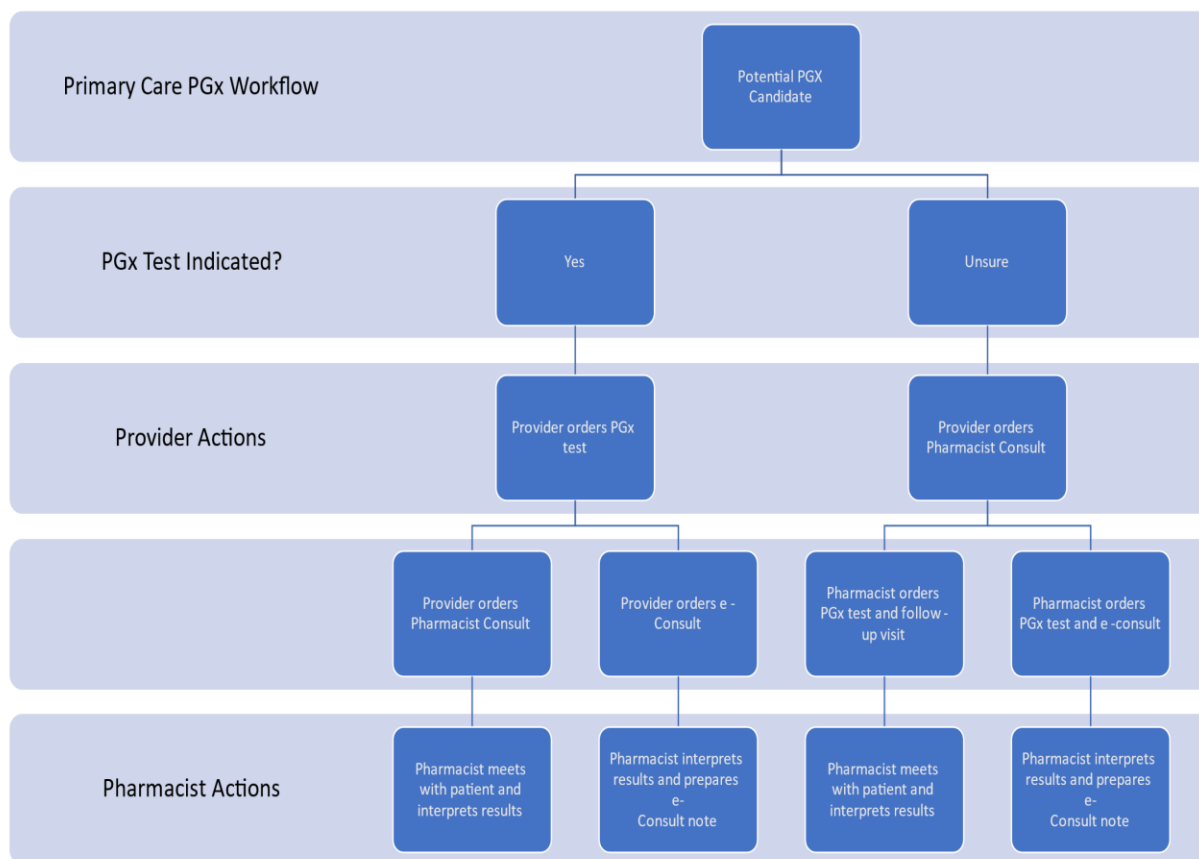 Primary Care PGx Workflow
Potential PGX
Candidate
PGx Test Indicated?
Yes
Unsure
Provider Actions
Provider orders PGx
test
Provider orders
Pharmacist Consult
Provider orders
Pharmacist Consult
Provider orders e -
Consult
Pharmacist orders
PGx test and follow -
up visit
Pharmacist orders
PGx test and e -consult
Pharmacist Actions
Pharmacist meets
with patient and
interprets results
Pharmacist interprets
results and prepares
e-
Consult note
Pharmacist meets
with patient and
interprets results
Pharmacist interprets
results and prepares
e-
Consult note